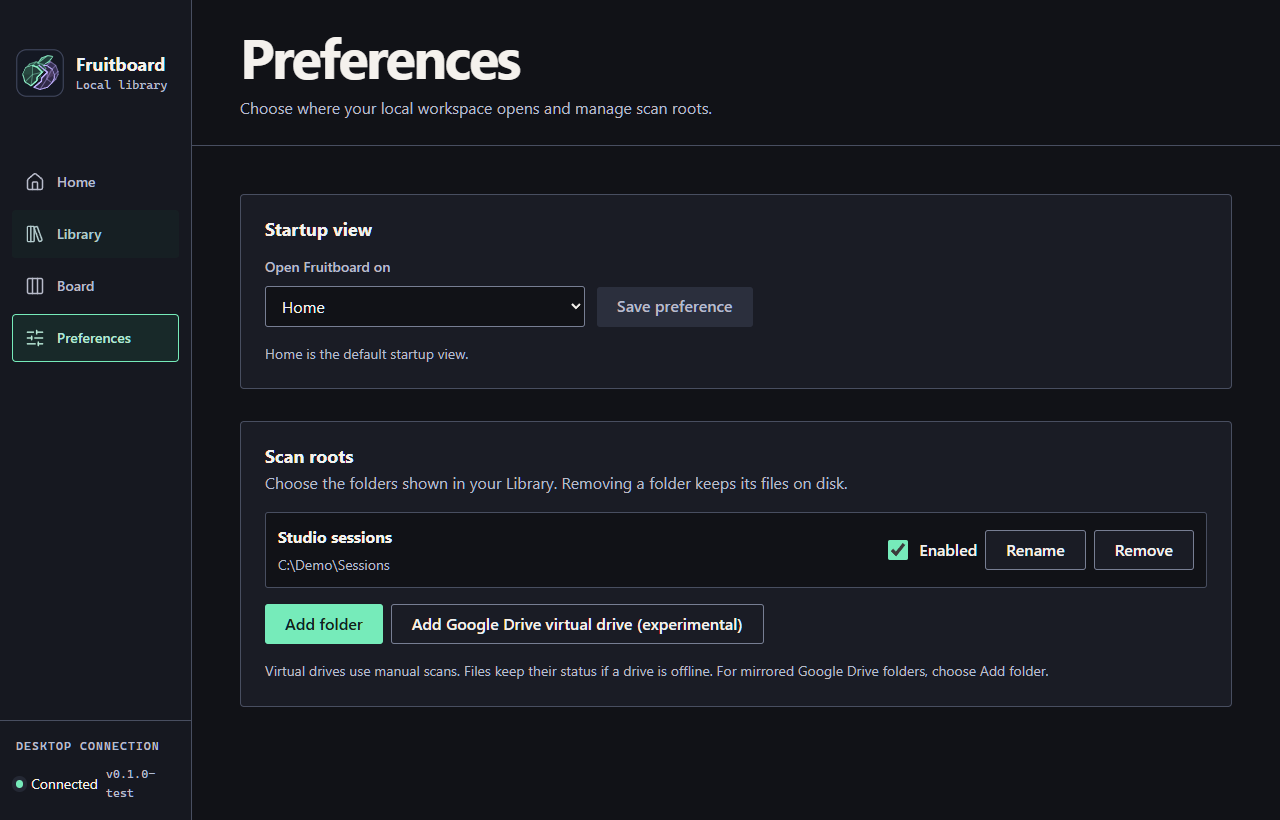 Fruitboard
Local library
Home
Library
Board
Preferences
DESKTOP CONNECTION
Connected
v0.1.0-
test
Preferences
Choose where your local workspace opens and manage scan roots.
Startup view
Open Fruitboard on
Home
Save preference
Home is the default startup view.
Scan roots
Choose the folders shown in your Library. Removing a folder keeps its files on disk.
Studio sessions
C:\Demo\Sessions
Enabled
Rename
Remove
Add folder
Add Google Drive virtual drive (experimental)
Virtual drives use manual scans. Files keep their status if a drive is offline. For mirrored Google Drive folders, choose Add folder.